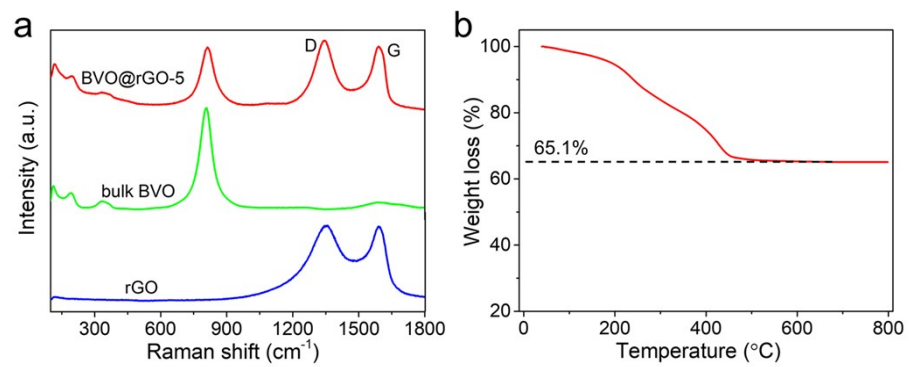 a
Intensity (a.u.)
BVO@rGO-5
D
G
bulk BVO
rGO
300 600 900 1200 1500 1800
Raman shift (cm⁻¹)
b
Weight loss (%)
100
80
60
40
20
65.1%
0 200 400 600 800
Temperature (°C)